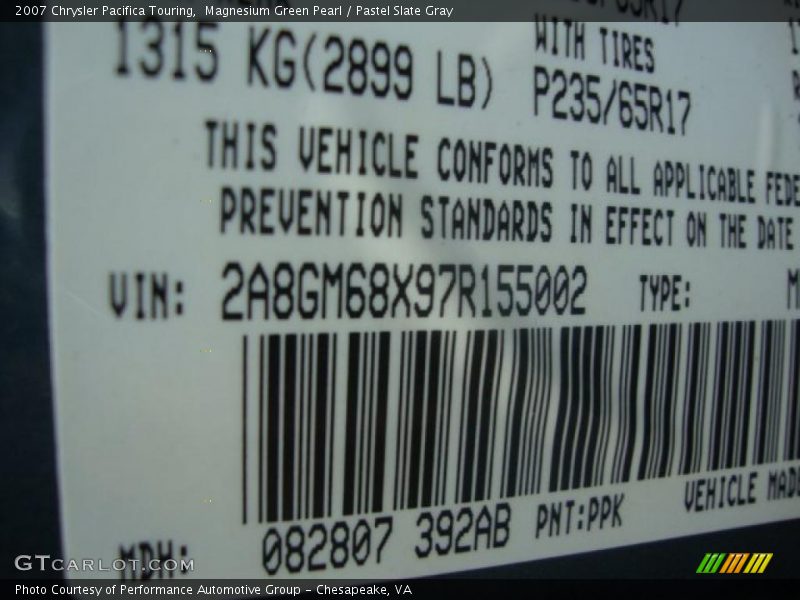 2007 Chrysler Pacifica Touring,  Magnesium Green Pearl / Pastel Slate Gray
1315 KG(2899 LB)
WITH TIRES
P235/65R17
THIS VEHICLE CONFORMS TO ALL APPLICABLE FEDE
PREVENTION STANDARDS IN EFFECT ON THE DATE
VIN: 2A8GM68X97R155002 TYPE: M
MDH: 082807 392AB PNT:PPK VEHICLE MADE
GTCARLOT.COM
Photo Courtesy of Performance Automotive Group - Chesapeake, VA